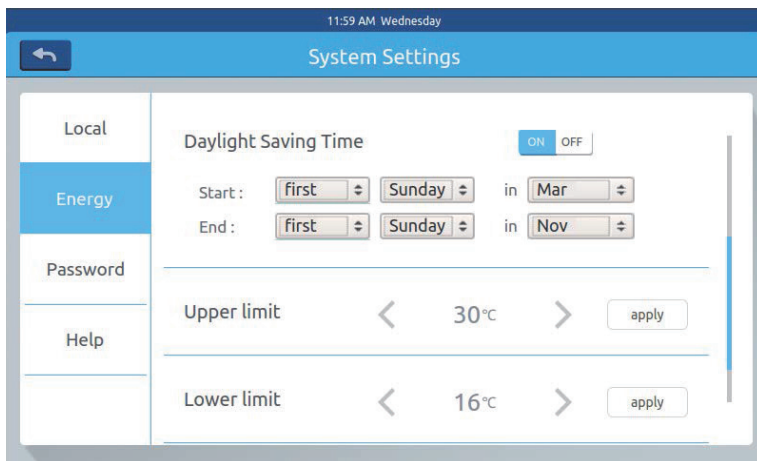 11:59 AM Wednesday
System Settings
Local
Energy
Password
Help
Daylight Saving Time ON OFF
Start : first Sunday in Mar
End : first Sunday in Nov
Upper limit 30℃ apply
Lower limit 16℃ apply